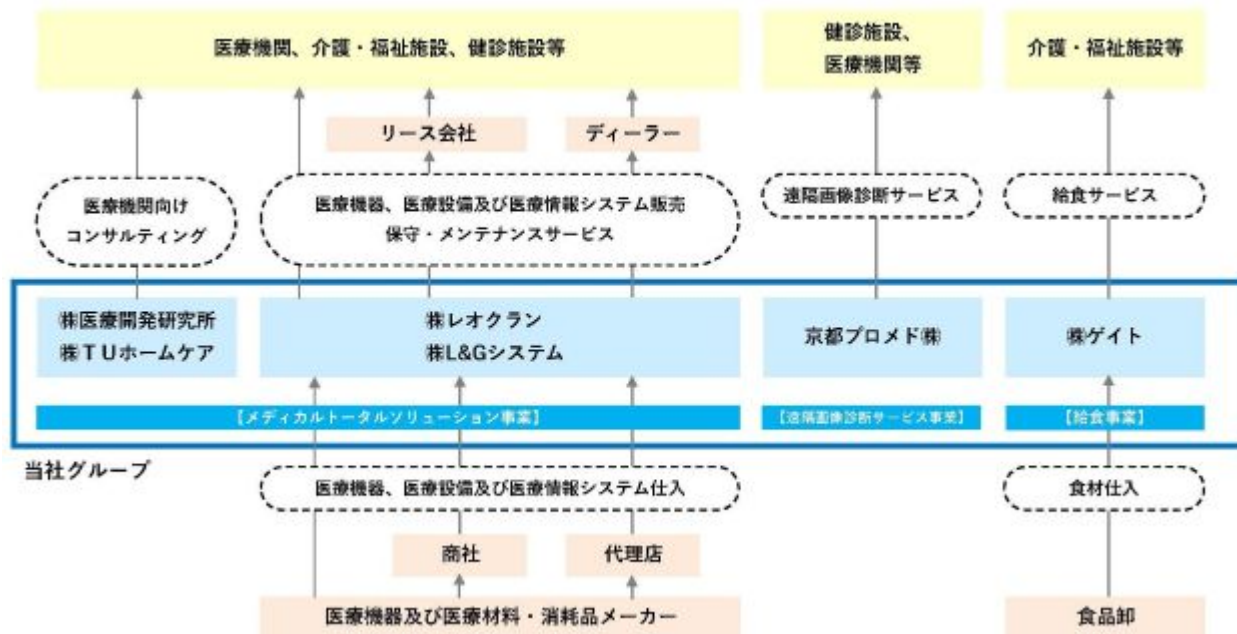 医療機関、介護・福祉施設、健診施設等
健診施設、
医療機関等
介護・福祉施設等
リース会社
ディーラー
医療機関向け
コンサルティング
医療機器、医療設備及び医療情報システム販売
保守・メンテナンスサービス
遠隔画像診断サービス
給食サービス
㈱医療開発研究所
㈱ＴＵホームケア
㈱レオクラン
㈱L&Gシステム
京都プロメド㈱
㈱ゲイト
【メディカルトータルソリューション事業】
【遠隔画像診断サービス事業】
【給食事業】
当社グループ
医療機器、医療設備及び医療情報システム仕入
食材仕入
商社
代理店
医療機器及び医療材料・消耗品メーカー
食品卸